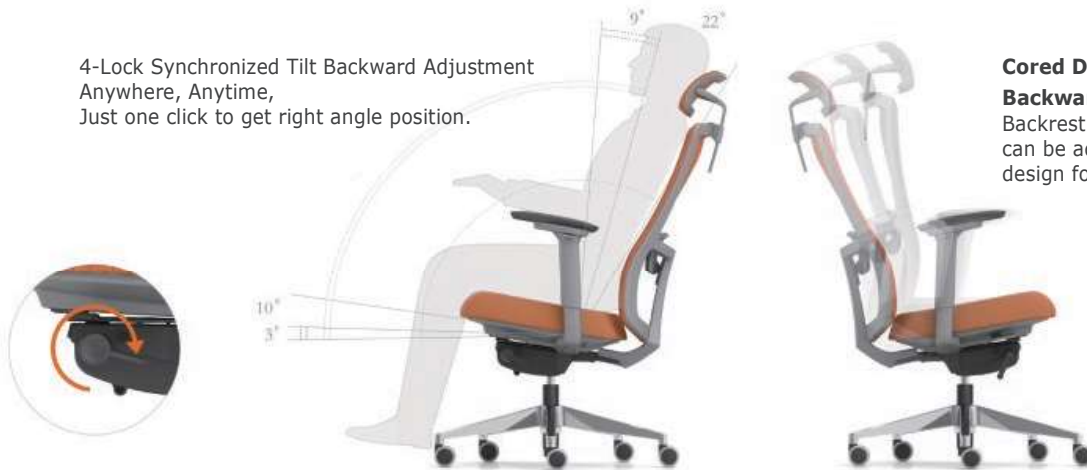 4-Lock Synchronized Tilt Backward Adjustment
Anywhere, Anytime,
Just one click to get right angle position.
9°
22°
10°
3°
Cored D
Backwa
Backrest
can be a
design fo